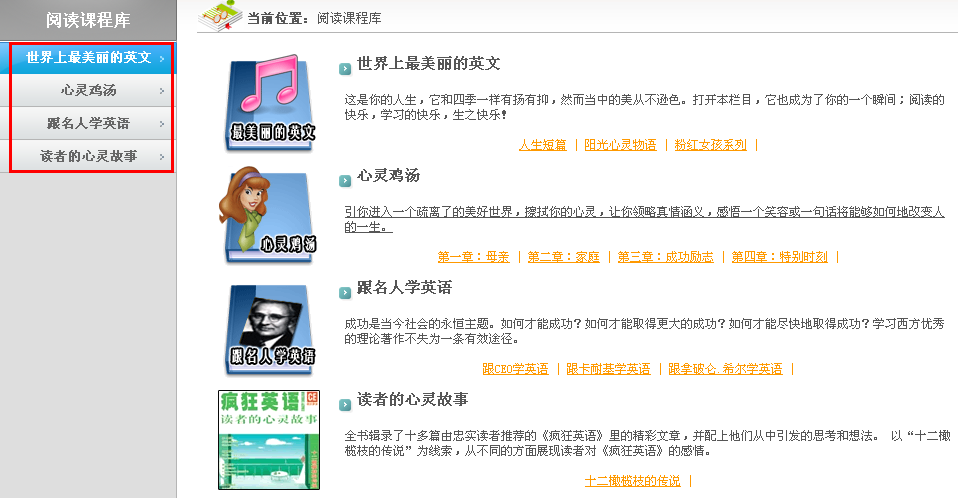 阅读课程库
世界上最美丽的英文
心灵鸡汤
跟名人学英语
读者的心灵故事
当前位置：阅读课程库
最美丽的英文
世界上最美丽的英文
这是你的人生，它和四季一样有扬有抑，然而当中的美从不逊色。打开本栏目，它也成为了你的一个瞬间；阅读的
快乐，学习的快乐，生之快乐！
人生短篇 | 阳光心灵物语 | 粉红女孩系列 |
心灵鸡汤
心灵鸡汤
引你进入一个疏离了的美好世界，擦拭你的心灵，让你领略真情涵义，感悟一个笑容或一句话将能够如何地改变人
的一生。
第一章：母亲 | 第二章：家庭 | 第三章：成功励志 | 第四章：特别时刻 |
跟名人学英语
跟名人学英语
成功是当今社会的永恒主题。如何才能成功？如何才能取得更大的成功？如何才能尽快地取得成功？学习西方优秀
的理论著作不失为一条有效途径。
跟CEO学英语 | 跟卡耐基学英语 | 跟拿破仑.希尔学英语 |
疯狂英语
CE
读者的心灵故事
读者的心灵故事
全书辑录了十多篇由忠实读者推荐的《疯狂英语》里的精彩文章，并配上他们从中引发的思考和想法。 以“十二橄
榄枝的传说”为线索，从不同的方面展现读者对《疯狂英语》的感情。
十二橄榄枝的传说 |